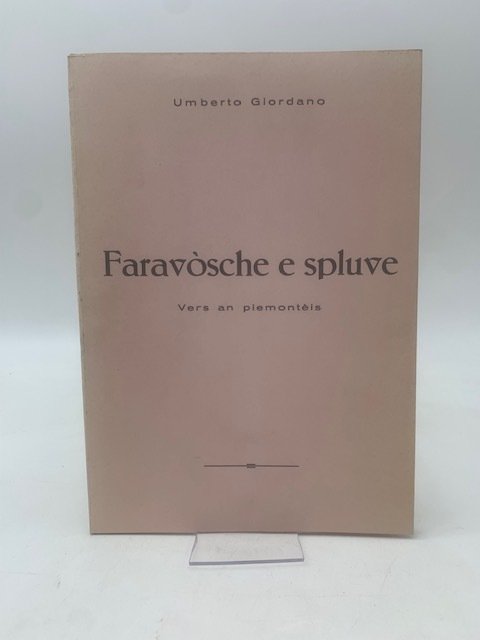 Umberto Giordano
Faravòsche e spluve
Vers an piemontèis